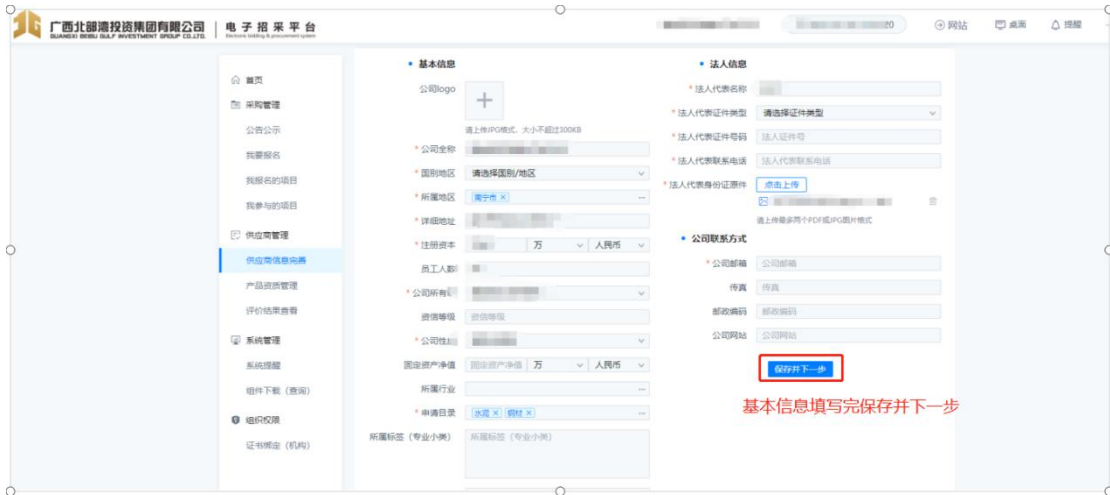 广西北部湾投资集团有限公司
GUANGXI BEIBU GULF INVESTMENT GROUP CO.,LTD.
电子招采平台
Electronic bidding & procurement system
20
网站
桌面
提醒
首页
采购管理
公告公示
我要报名
我报名的项目
我参与的项目
供应商管理
供应商信息完善
产品资质管理
评价结果查看
系统管理
系统提醒
组件下载（查询）
组织权限
证书绑定（机构）
基本信息
公司logo
请上传JPG格式、大小不超过300KB
* 公司全称
* 国别地区 请选择国别/地区
* 所属地区 南宁市 ×
* 详细地址
* 注册资本 万 人民币
员工人数
* 公司所有
资信等级 资信等级
* 公司性
固定资产净值 固定资产净值 万 人民币
所属行业
* 申请目录 水泥 × 钢材 ×
所属标签（专业小类） 所属标签（专业小类）
法人信息
* 法人代表名称
* 法人代表证件类型 请选择证件类型
* 法人代表证件号码 法人证件号
* 法人代表联系电话 法人代表联系电话
* 法人代表身份证原件 点击上传
请上传最多两个PDF或JPG图片格式
公司联系方式
* 公司邮箱 公司邮箱
传真 传真
邮政编码 邮政编码
公司网站 公司网站
保存并下一步
基本信息填写完保存并下一步